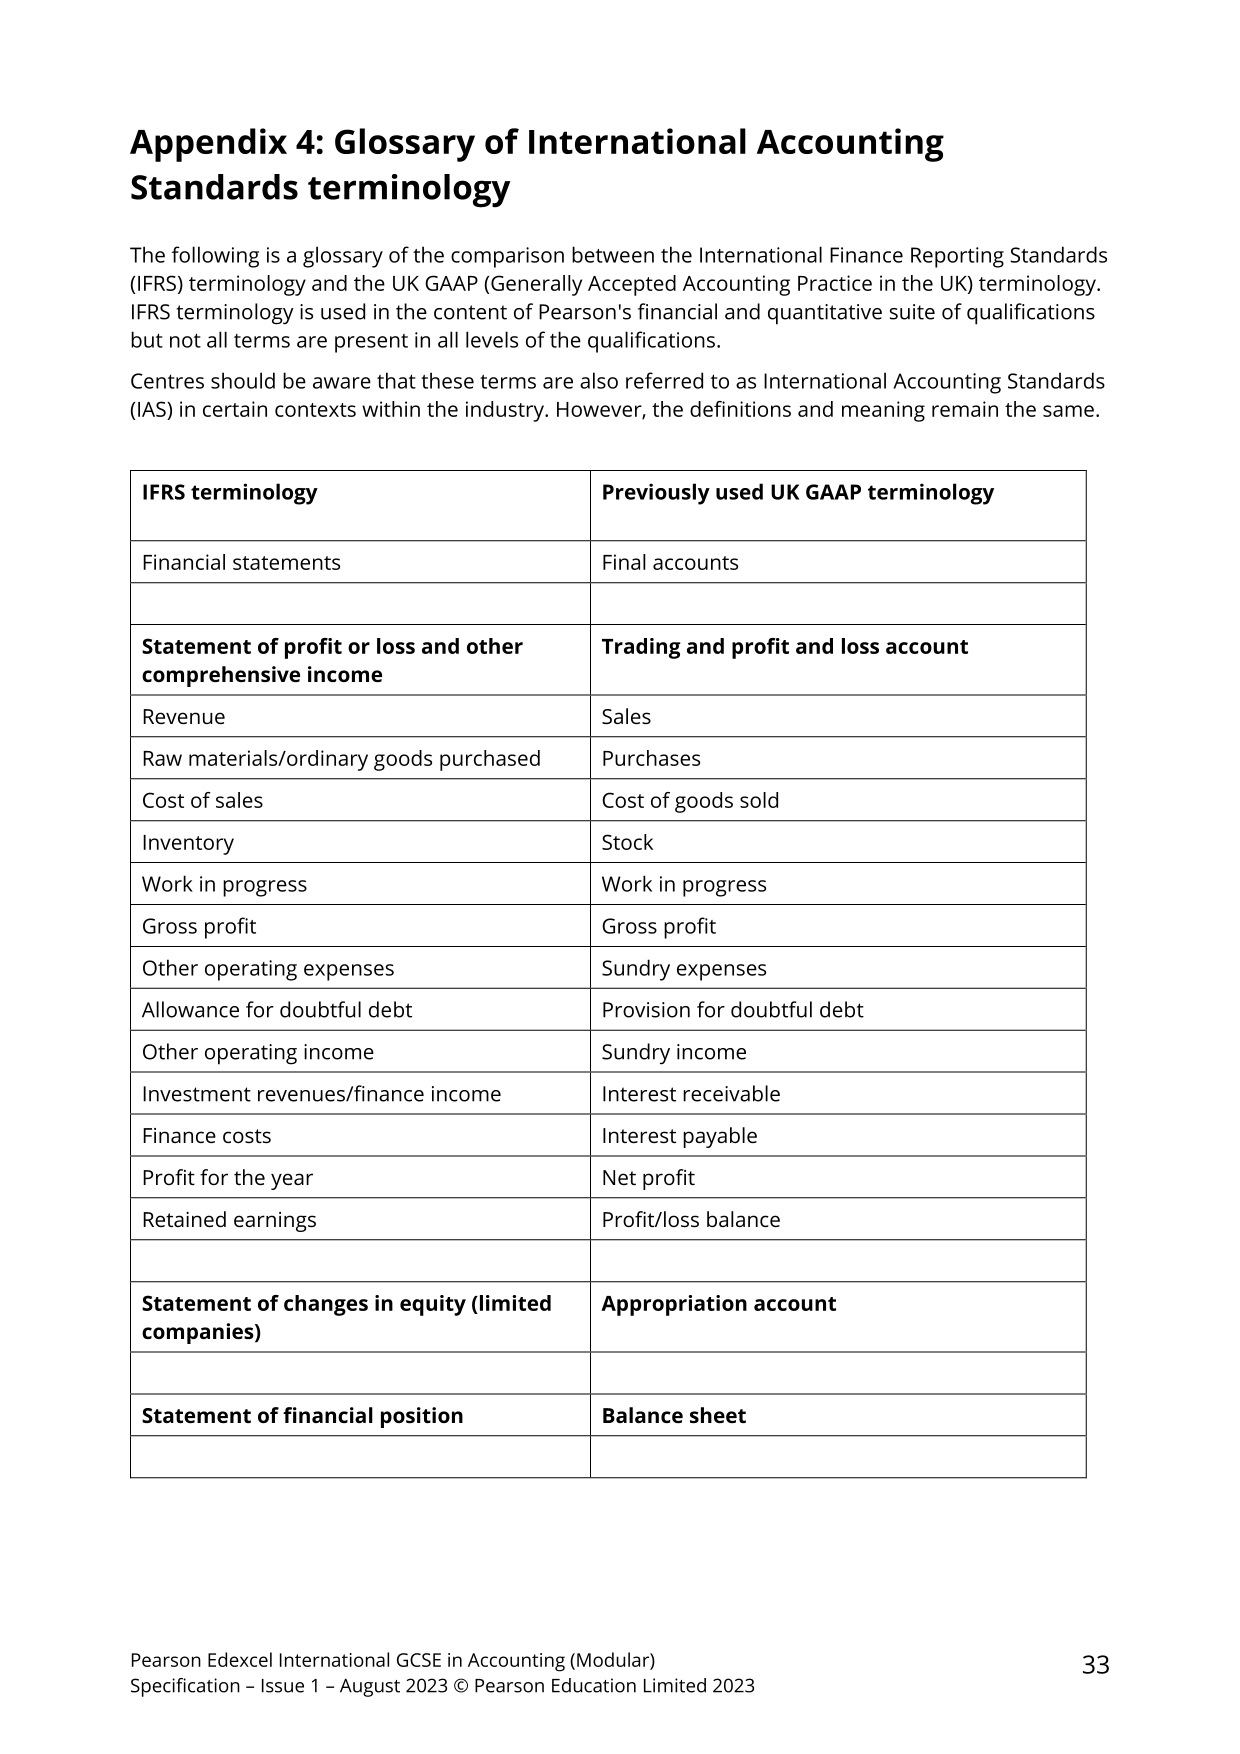 Appendix 4: Glossary of International Accounting
Standards terminology
The following is a glossary of the comparison between the International Finance Reporting Standards
(IFRS) terminology and the UK GAAP (Generally Accepted Accounting Practice in the UK) terminology.
IFRS terminology is used in the content of Pearson's financial and quantitative suite of qualifications
but not all terms are present in all levels of the qualifications.
Centres should be aware that these terms are also referred to as International Accounting Standards
(IAS) in certain contexts within the industry. However, the definitions and meaning remain the same.
IFRS terminology Previously used UK GAAP terminology
Financial statements Final accounts
Statement of profit or loss and other Trading and profit and loss account
comprehensive income
Revenue Sales
Raw materials/ordinary goods purchased Purchases
Cost of sales Cost of goods sold
Inventory Stock
Work in progress Work in progress
Gross profit Gross profit
Other operating expenses Sundry expenses
Allowance for doubtful debt Provision for doubtful debt
Other operating income Sundry income
Investment revenues/finance income Interest receivable
Finance costs Interest payable
Profit for the year Net profit
Retained earnings Profit/loss balance
Statement of changes in equity (limited Appropriation account
companies)
Statement of financial position Balance sheet
Pearson Edexcel International GCSE in Accounting (Modular) 33
Specification – Issue 1 – August 2023 © Pearson Education Limited 2023